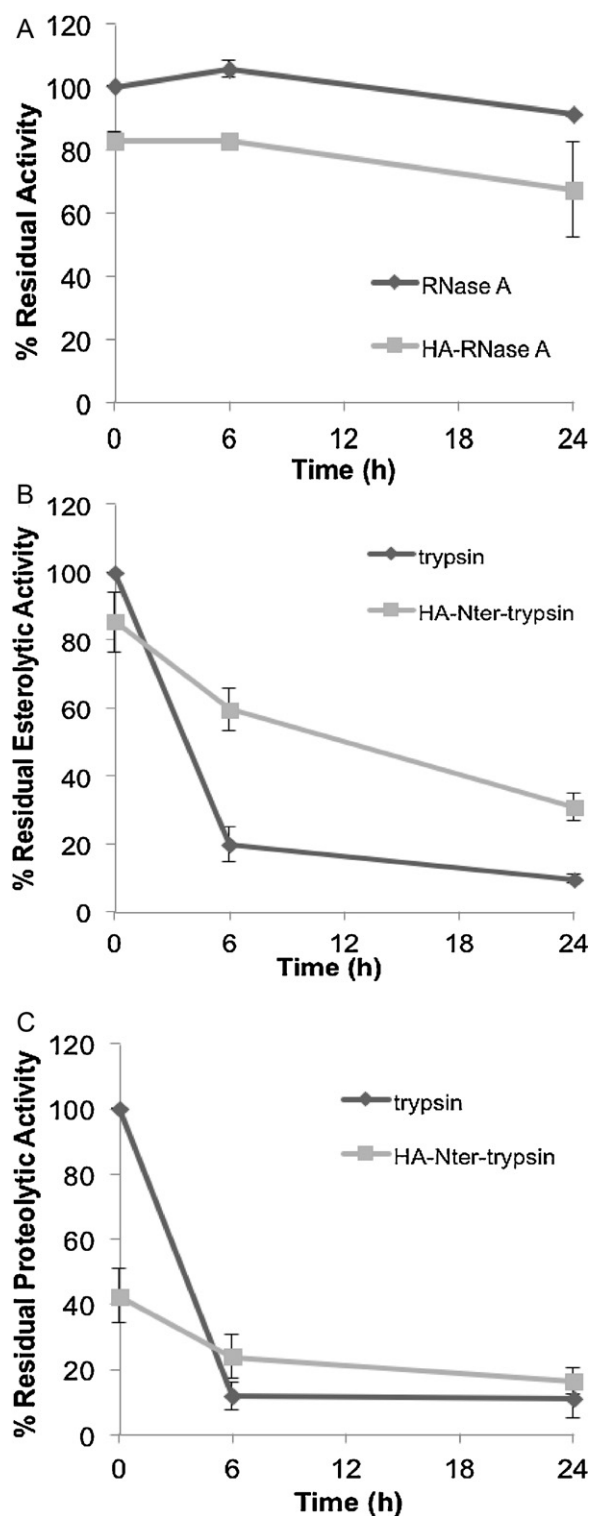 A
% Residual Activity
120
100
80
60
40
20
0
RNase A
HA-RNase A
0 6 12 18 24
Time (h)
B
% Residual Esterolytic Activity
120
100
80
60
40
20
0
trypsin
HA-Nter-trypsin
0 6 12 18 24
Time (h)
C
% Residual Proteolytic Activity
120
100
80
60
40
20
0
trypsin
HA-Nter-trypsin
0 6 12 18 24
Time (h)